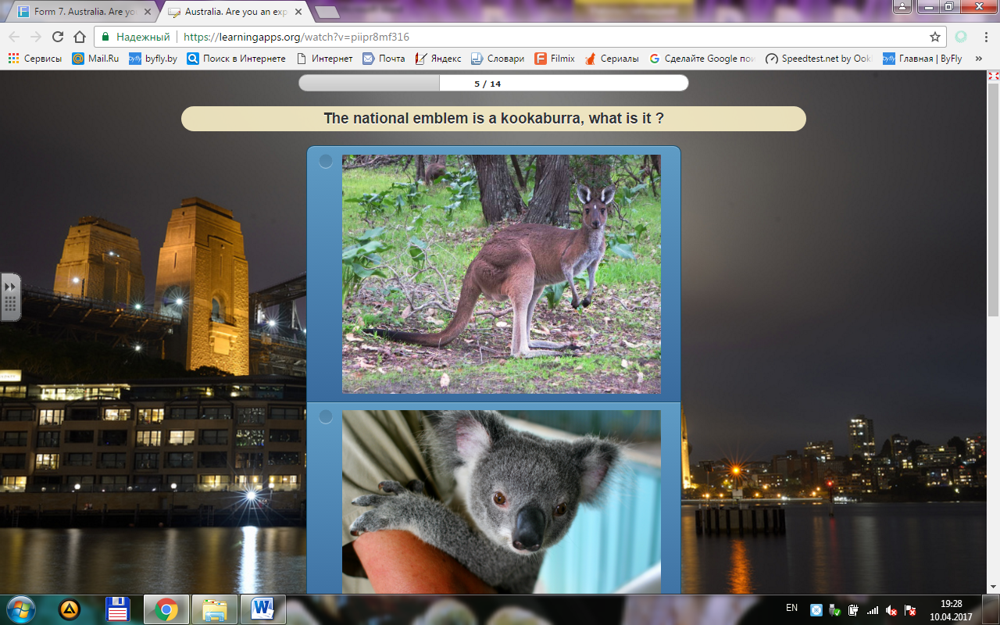 Form 7. Australia. Are yo
Australia. Are you an exp
Надежный
https://learningapps.org/watch?v=piipr8mf316
Сервисы
Mail.Ru
byfly.by
Поиск в Интернете
Интернет
Почта
Яндекс
Словари
Filmix
Сериалы
Сделайте Google пои
Speedtest.net by Ookl
Главная | ByFly
5 / 14
The national emblem is a kookaburra, what is it ?
EN
19:28
10.04.2017